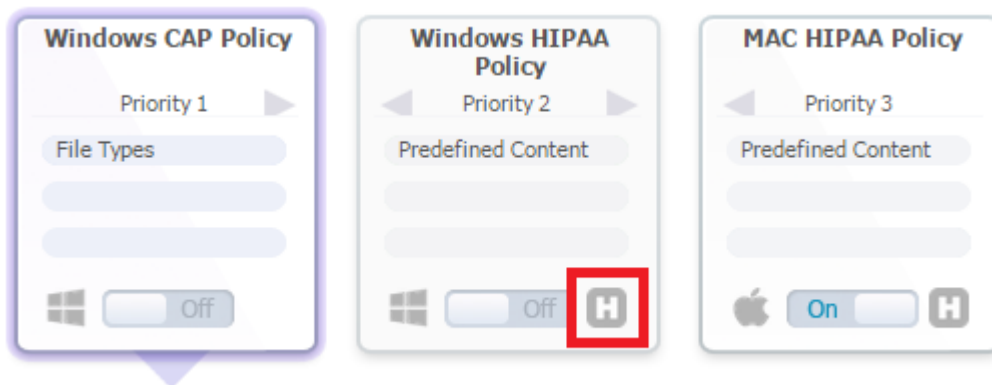 Windows CAP Policy
Priority 1
File Types
Off
Windows HIPAA
Policy
Priority 2
Predefined Content
Off
H
MAC HIPAA Policy
Priority 3
Predefined Content
On
H